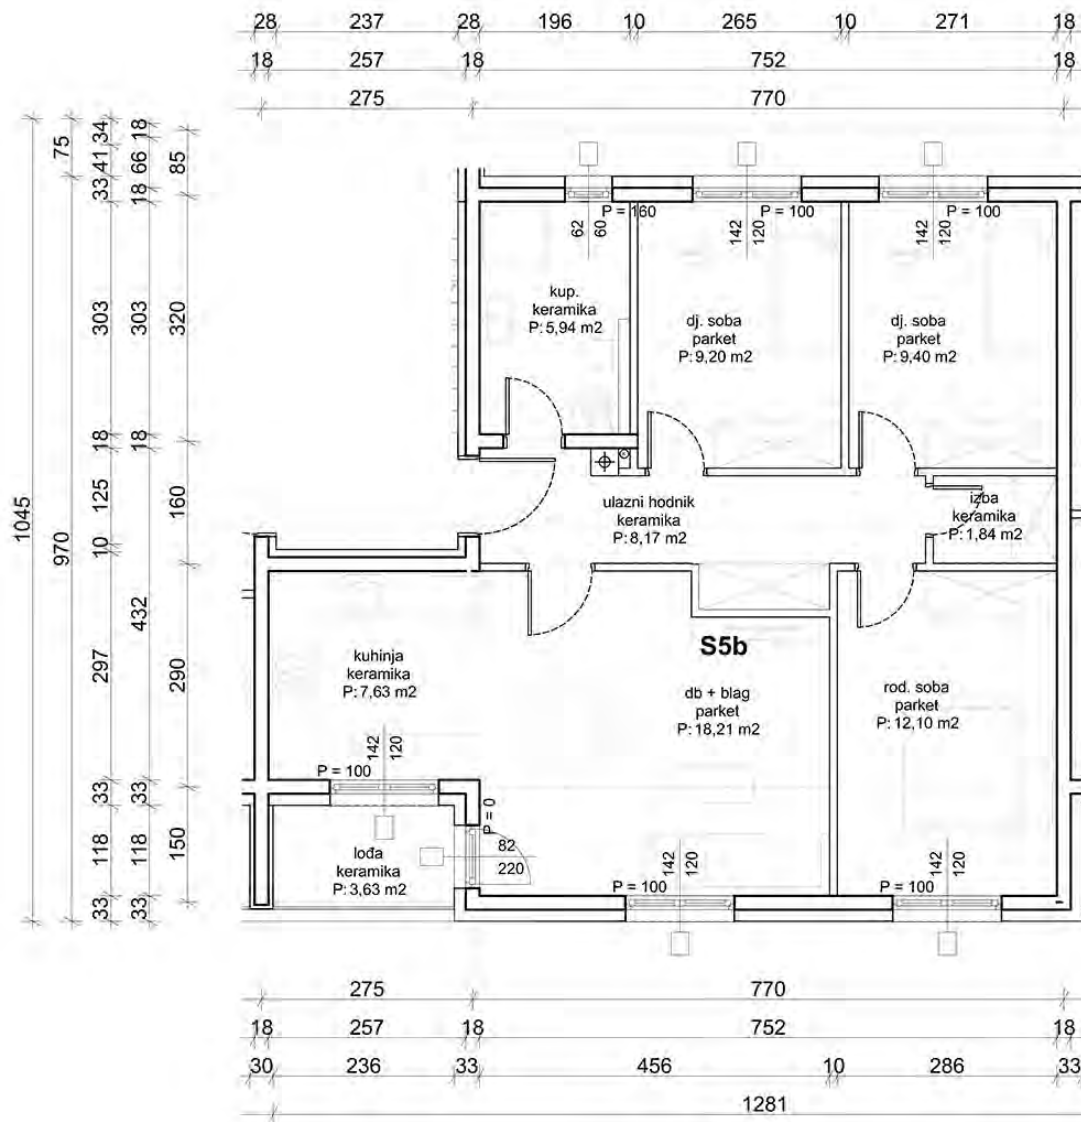 28 237 28 196 10 265 10 271 18
18 257 18 752 18
275 770
1045
75 970
34 41 33 303 18 125 10 297 33 118 33
18 66 18 303 18 432 33 118 33
85 320 160 290 150
P = 160
62 60
P = 100
142 120
P = 100
142 120
kup.
keramika
P: 5,94 m2
dj. soba
parket
P: 9,20 m2
dj. soba
parket
P: 9,40 m2
ulazni hodnik
keramika
P: 8,17 m2
izba
keramika
P: 1,84 m2
S5b
kuhinja
keramika
P: 7,63 m2
db + blag
parket
P: 18,21 m2
rod. soba
parket
P: 12,10 m2
142 120
P = 100
P = 0
82
220
lođa
keramika
P: 3,63 m2
142 120
P = 100
142 120
P = 100
275 770
18 257 18 752 18
30 236 33 456 10 286 33
1281